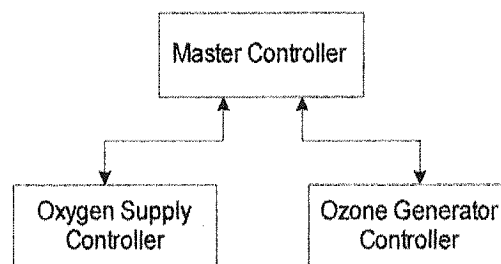 Master Controller
Oxygen Supply
Controller
Ozone Generator
Controller